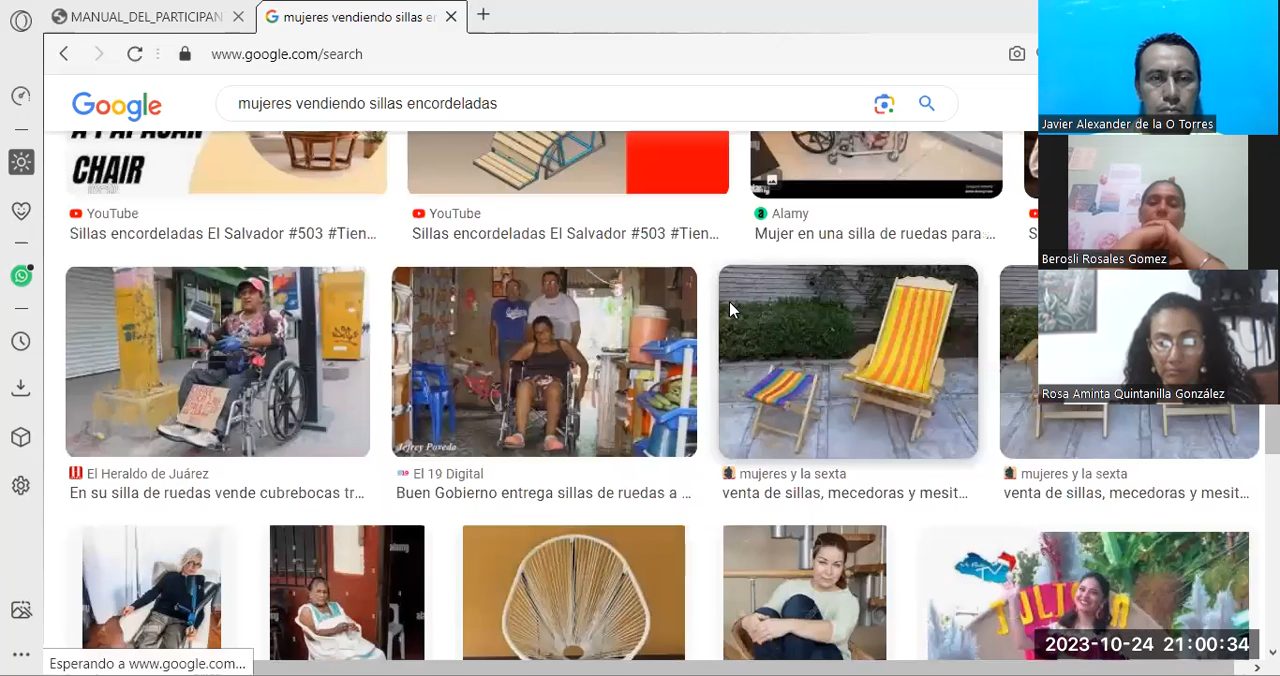 MANUAL_DEL_PARTICIPAN
mujeres vendiendo sillas en
www.google.com/search
Google
mujeres vendiendo sillas encordeladas
CHAIR
YouTube
Sillas encordeladas El Salvador #503 #Tien...
YouTube
Sillas encordeladas El Salvador #503 #Tien...
alamy
Alamy
Mujer en una silla de ruedas para ...
S
Javier Alexander de la O Torres
Berosli Rosales Gomez
Rosa Aminta Quintanilla González
Jefrey Poveda
El Heraldo de Juárez
En su silla de ruedas vende cubrebocas tr...
El 19 Digital
Buen Gobierno entrega sillas de ruedas a ...
mujeres y la sexta
venta de sillas, mecedoras y mesit...
mujeres y la sexta
venta de sillas, mecedoras y mesit...
Esperando a www.google.com...
2023-10-24 21:00:34